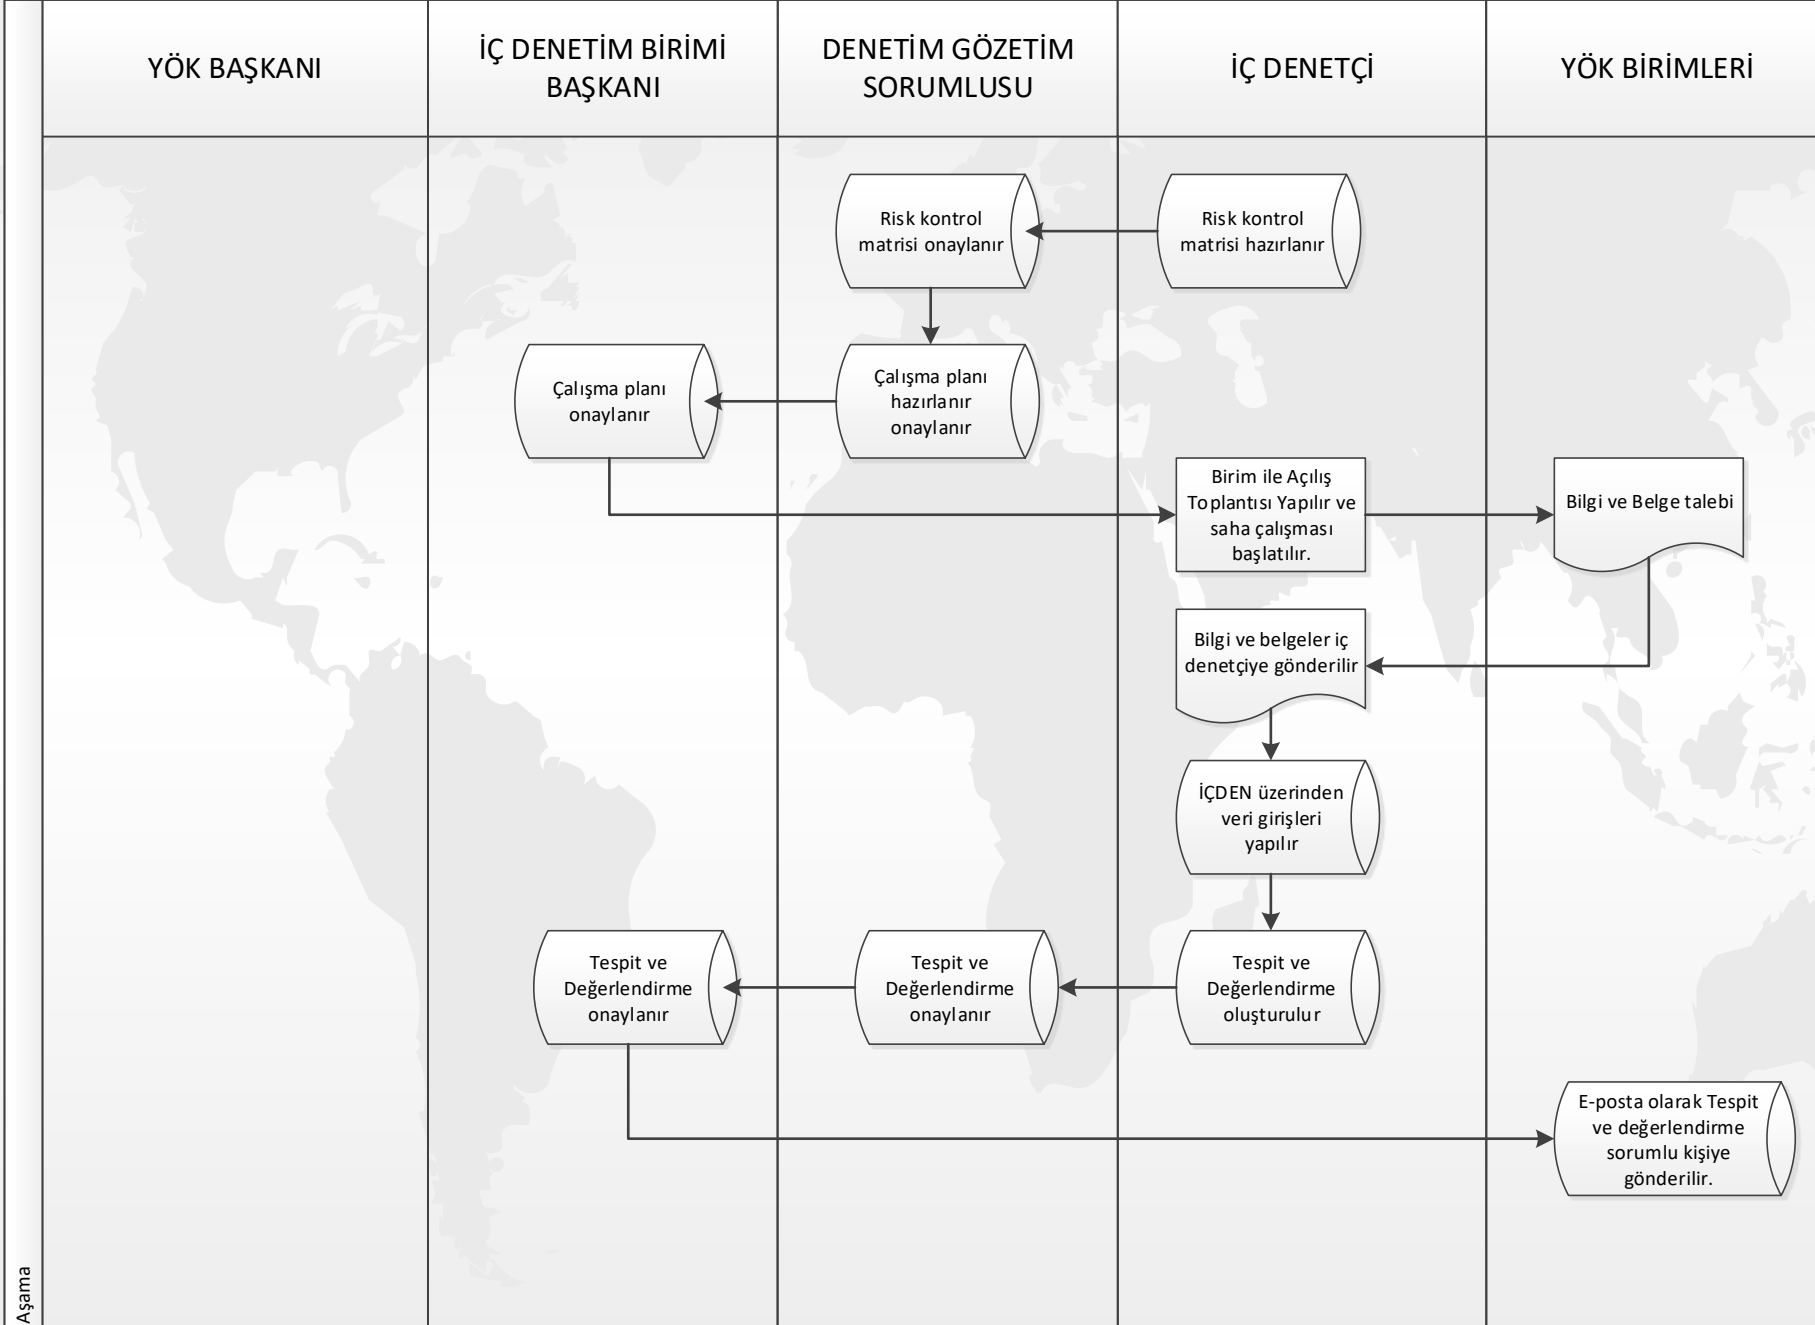 YÖK BAŞKANI
İÇ DENETİM BİRİMİ
BAŞKANI
DENETİM GÖZETİM
SORUMLUSU
İÇ DENETÇİ
YÖK BİRİMLERİ
Risk kontrol
matrisi onaylanır
Risk kontrol
matrisi hazırlanır
Çalışma planı
onaylanır
Çalışma planı
hazırlanır
onaylanır
Birim ile Açılış
Toplantısı Yapılır ve
saha çalışması
başlatılır.
Bilgi ve Belge talebi
Bilgi ve belgeler iç
denetçiye gönderilir
İÇDEN üzerinden
veri girişleri
yapılır
Tespit ve
Değerlendirme
onaylanır
Tespit ve
Değerlendirme
onaylanır
Tespit ve
Değerlendirme
oluşturulur
E-posta olarak Tespit
ve değerlendirme
sorumlu kişiye
gönderilir.
Aşama